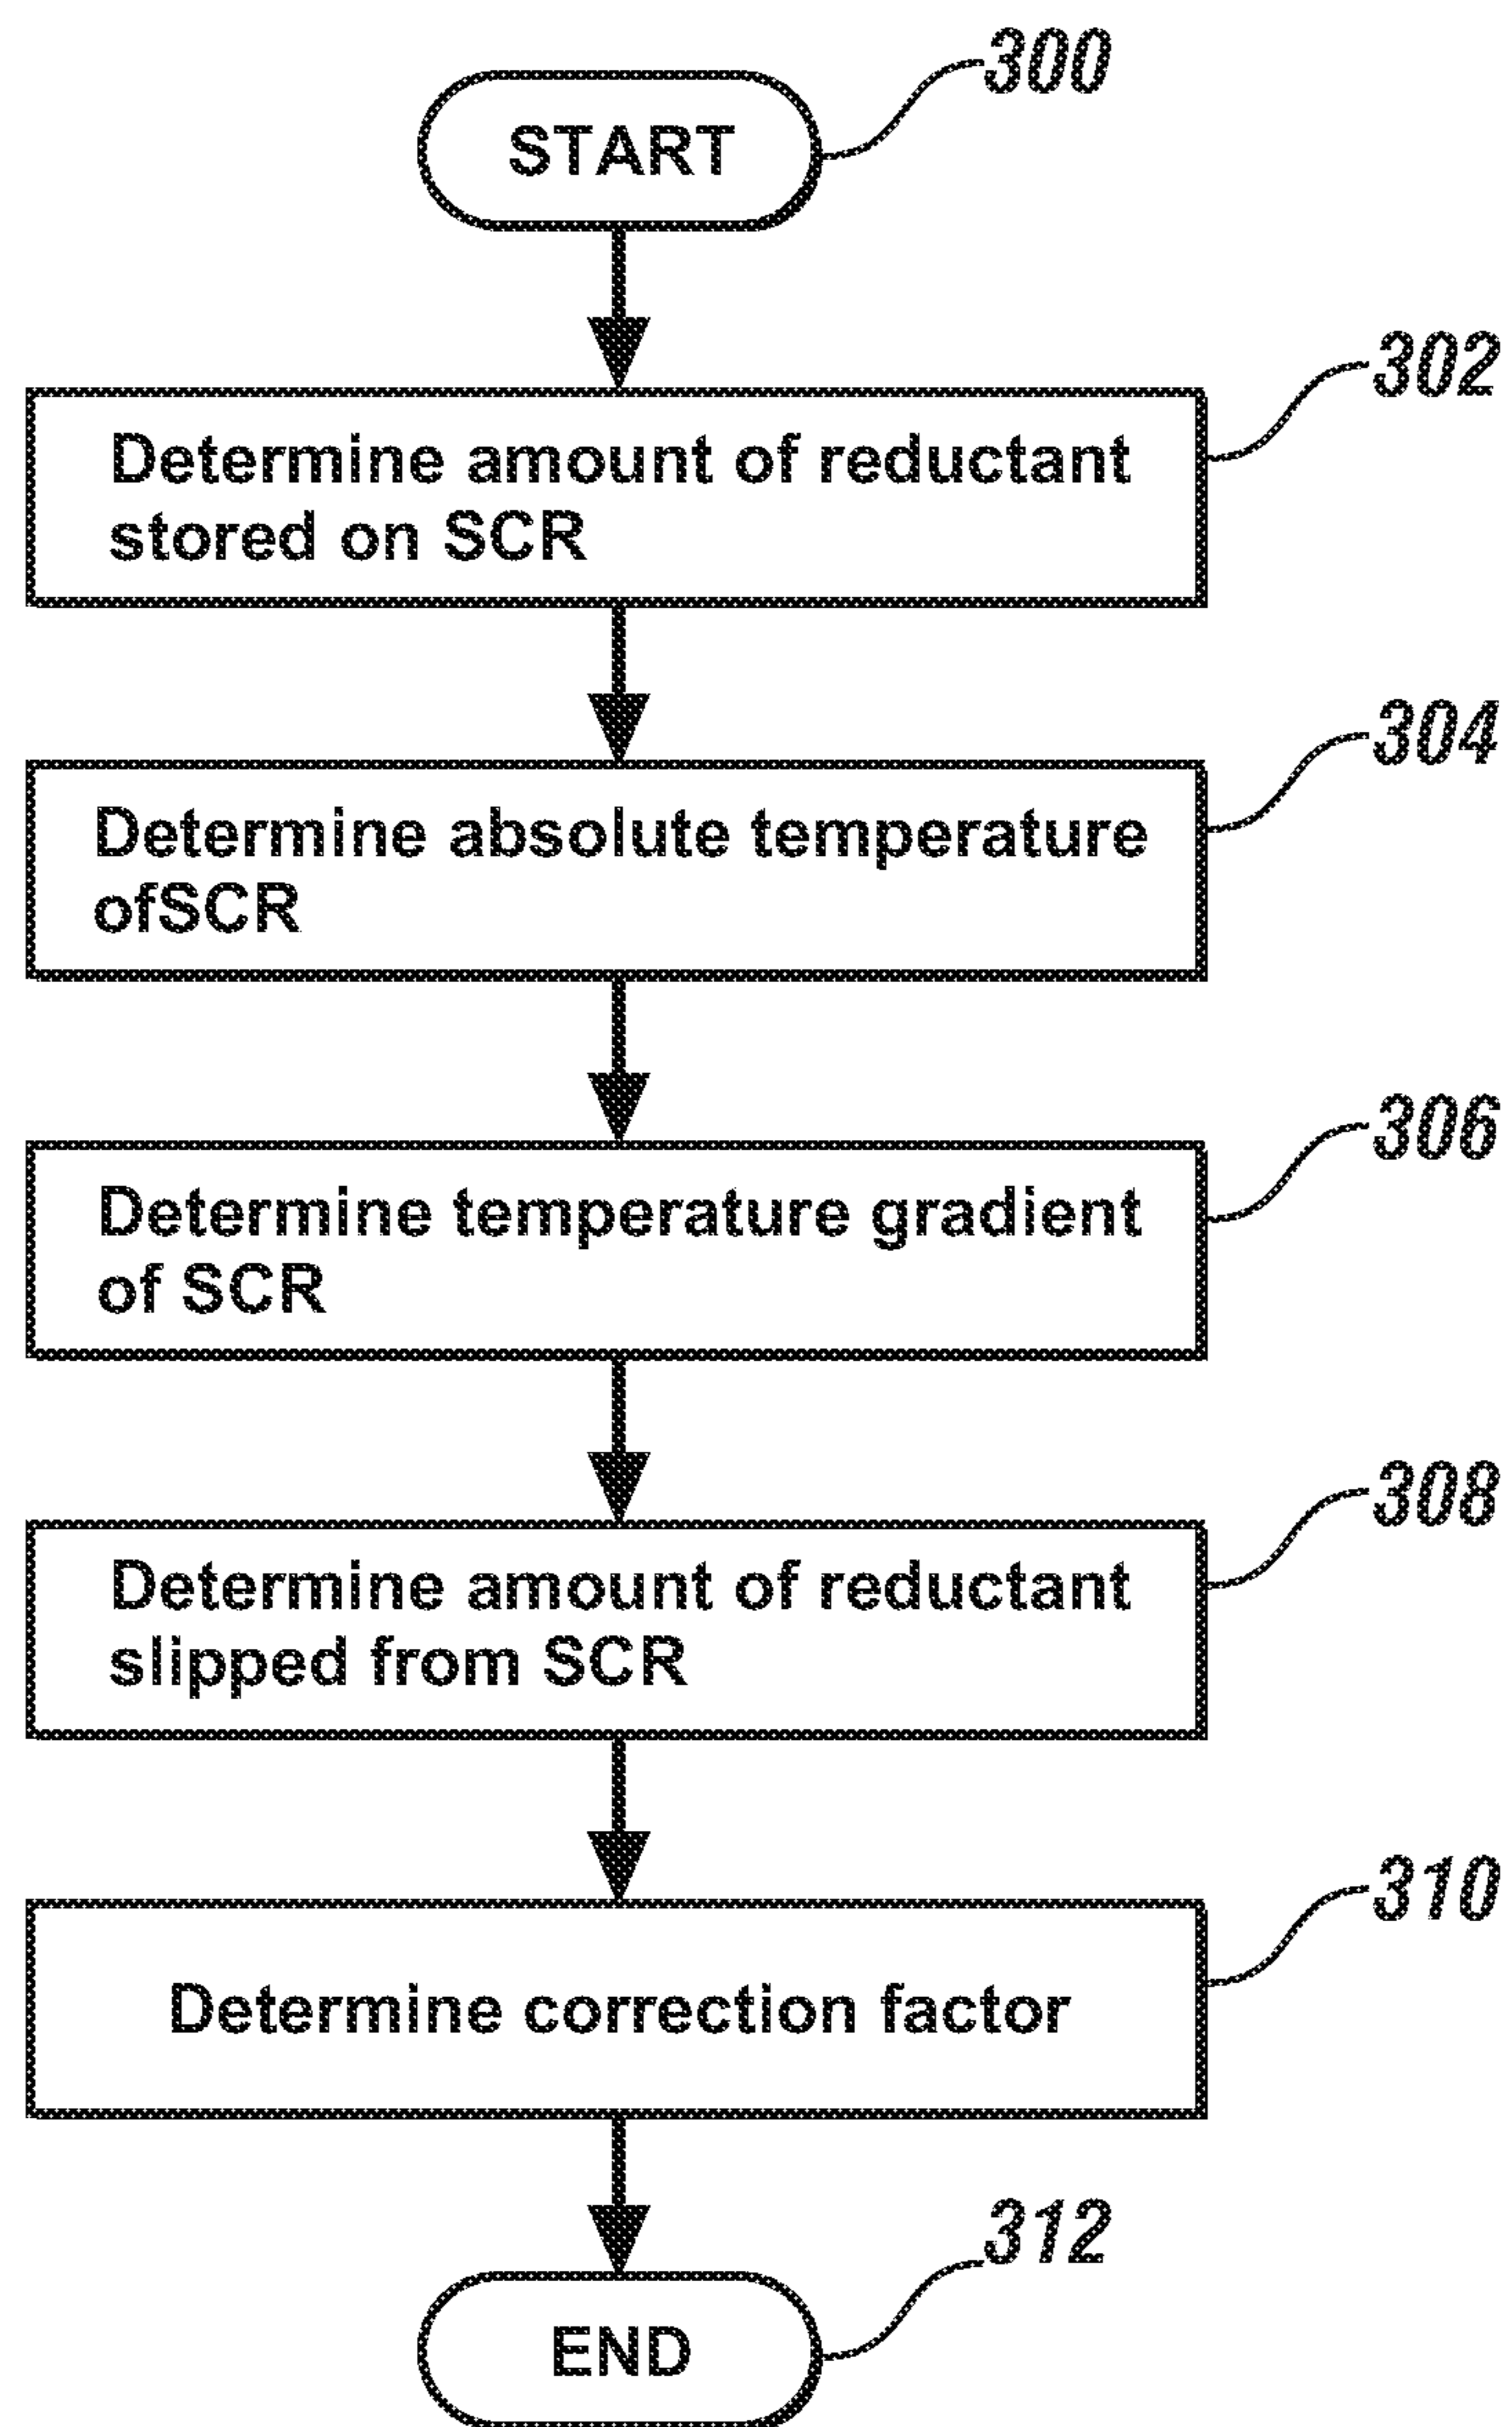 300
START
302
Determine amount of reductant
stored on SCR
304
Determine absolute temperature
ofSCR
306
Determine temperature gradient
of SCR
308
Determine amount of reductant
slipped from SCR
310
Determine correction factor
312
END